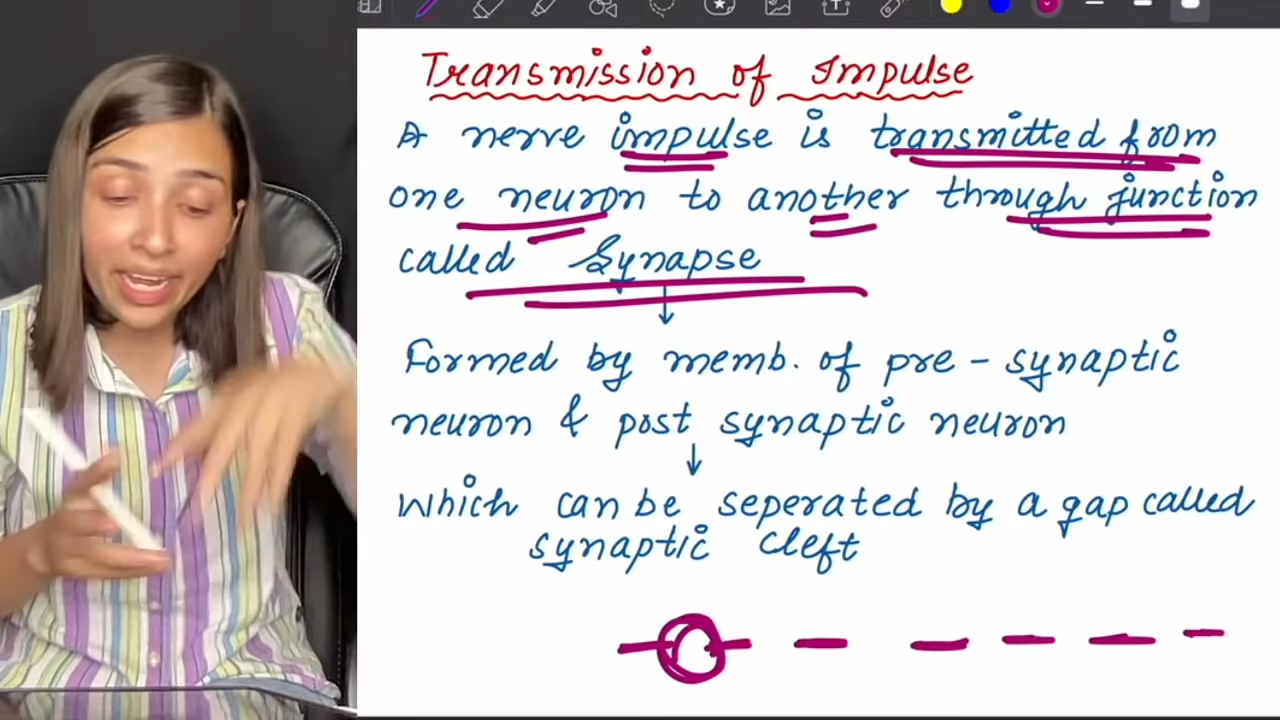 Transmission of Impulse
A nerve impulse is transmitted from
one neuron to another through junction
called Synapse
Formed by memb. of pre - synaptic
neuron & post synaptic neuron
Which can be seperated by a gap called
synaptic cleft